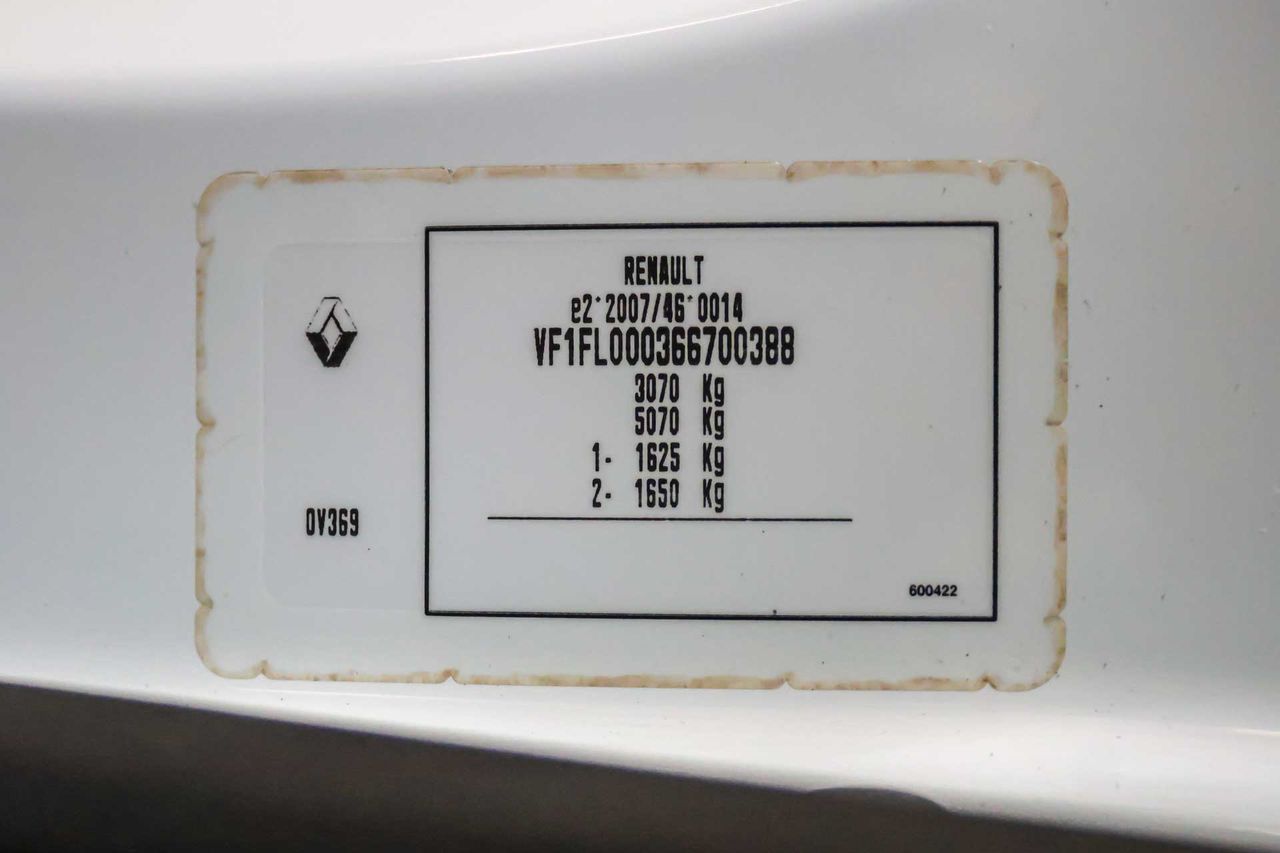 RENAULT
e2*2007/46*0014
VF1FL000366700388
3070 Kg
5070 Kg
1- 1625 Kg
2- 1650 Kg
0V369
600422